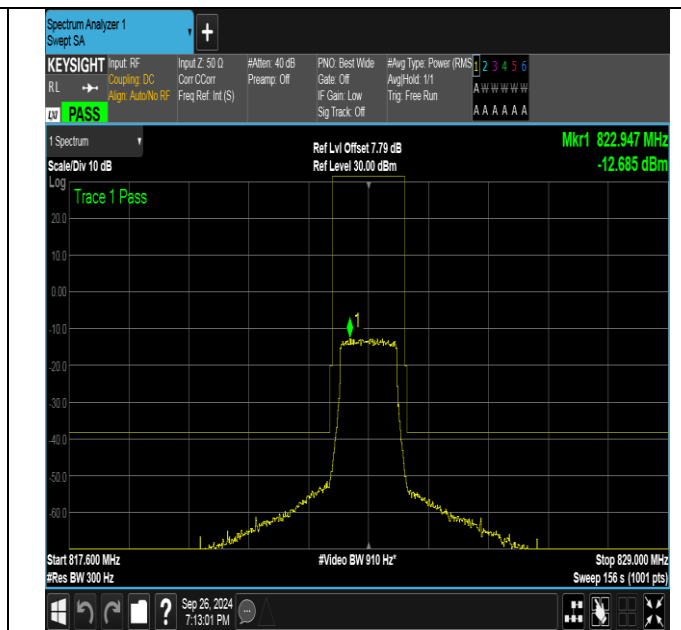 Spectrum Analyzer 1
Swept SA
+
KEYSIGHT Input: RF Input Z: 50 Ω #Atten: 40 dB PNO: Best Wide #Avg Type: Power (RMS 1 2 3 4 5 6
RL Coupling: DC Corr CCorr Preamp: Off Gate: Off Avg|Hold: 1/1 A W W W W W
Align: Auto/No RF Freq Ref: Int (S) IF Gain: Low Trig: Free Run
LXI PASS Sig Track: Off A A A A A A
1 Spectrum Ref Lvl Offset 7.79 dB Mkr1 822.947 MHz
Scale/Div 10 dB Ref Level 30.00 dBm -12.685 dBm
Log
Trace 1 Pass
20.0
10.0
0.00
1
-10.0
-20.0
-30.0
-40.0
-50.0
-60.0
Start 817.600 MHz #Video BW 910 Hz* Stop 829.000 MHz
#Res BW 300 Hz Sweep 156 s (1001 pts)
? Sep 26, 2024
7:13:01 PM